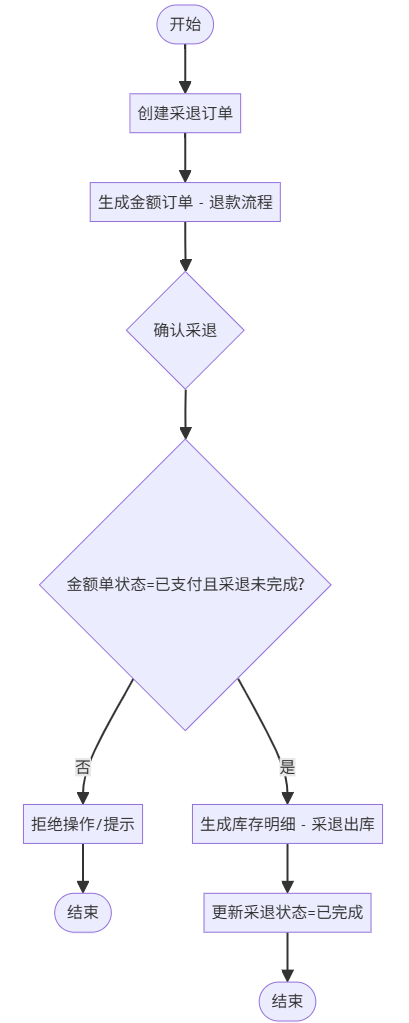 开始
创建采退订单
生成金额订单 - 退款流程
确认采退
金额单状态=已支付且采退未完成?
否
是
拒绝操作/提示
生成库存明细 - 采退出库
结束
更新采退状态=已完成
结束